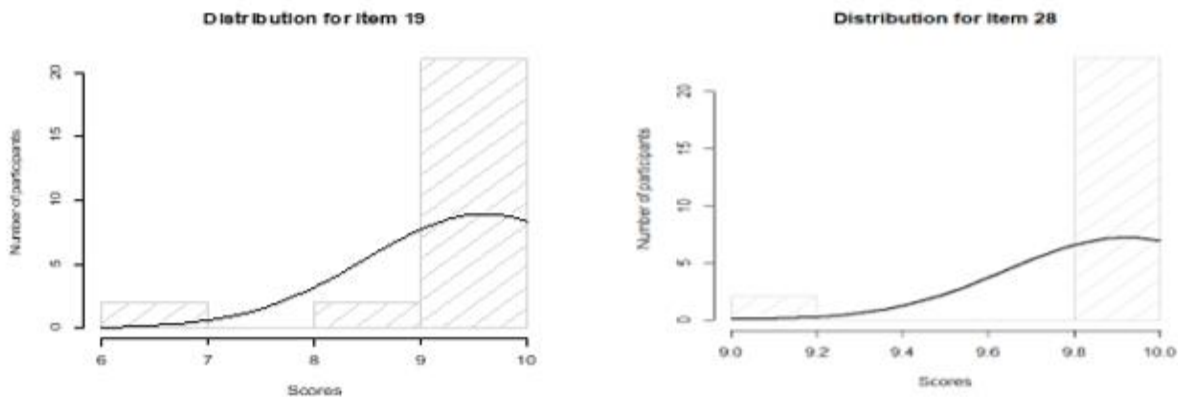 Distribution for Item 19
Number of participants
20
15
10
5
0
6 7 8 9 10
Scores
Distribution for Item 28
Number of participants
20
15
10
5
0
9.0 9.2 9.4 9.6 9.8 10.0
Scores